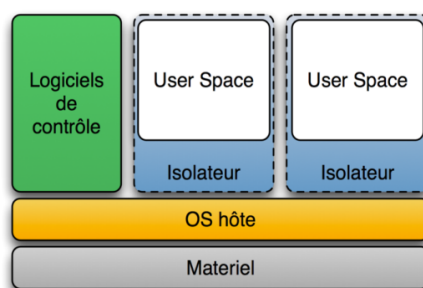 Logiciels
de
contrôle
User Space
Isolateur
User Space
Isolateur
OS hôte
Materiel